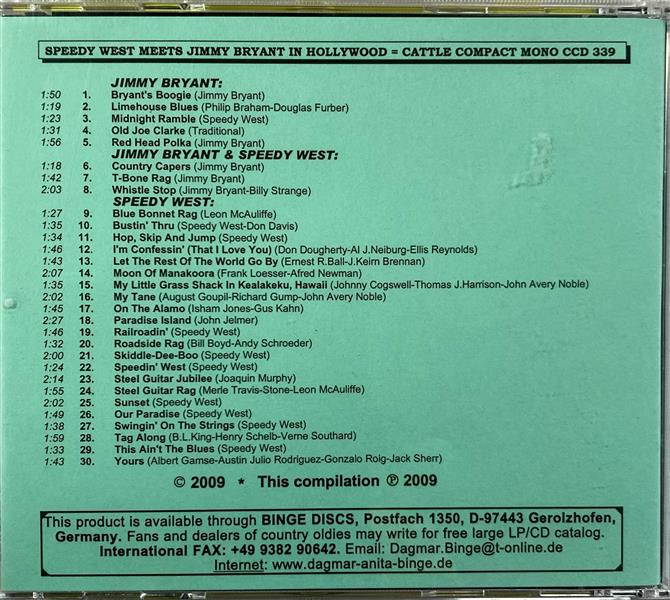 SPEEDY WEST MEETS JIMMY BRYANT IN HOLLYWOOD = CATTLE COMPACT MONO CCD 339
JIMMY BRYANT:
1:50 1. Bryant's Boogie (Jimmy Bryant)
1:19 2. Limehouse Blues (Philip Braham-Douglas Furber)
1:23 3. Midnight Ramble (Speedy West)
1:31 4. Old Joe Clarke (Traditional)
1:56 5. Red Head Polka (Jimmy Bryant)
JIMMY BRYANT & SPEEDY WEST:
1:18 6. Country Capers (Jimmy Bryant)
1:42 7. T-Bone Rag (Jimmy Bryant)
2:03 8. Whistle Stop (Jimmy Bryant-Billy Strange)
SPEEDY WEST:
1:27 9. Blue Bonnet Rag (Leon McAuliffe)
1:35 10. Bustin' Thru (Speedy West-Don Davis)
1:34 11. Hop, Skip And Jump (Speedy West)
1:46 12. I'm Confessin' (That I Love You) (Don Dougherty-Al J.Neiburg-Ellis Reynolds)
1:43 13. Let The Rest Of The World Go By (Ernest R.Ball-J.Keirn Brennan)
2:07 14. Moon Of Manakoora (Frank Loesser-Afred Newman)
1:35 15. My Little Grass Shack In Kealakeku, Hawaii (Johnny Cogswell-Thomas J.Harrison-John Avery Noble)
2:02 16. My Tane (August Goupil-Richard Gump-John Avery Noble)
1:45 17. On The Alamo (Isham Jones-Gus Kahn)
2:27 18. Paradise Island (John Jelmer)
1:46 19. Railroadin' (Speedy West)
1:32 20. Roadside Rag (Bill Boyd-Andy Schroeder)
2:00 21. Skiddle-Dee-Boo (Speedy West)
1:24 22. Speedin' West (Speedy West)
2:14 23. Steel Guitar Jubilee (Joaquin Murphy)
1:55 24. Steel Guitar Rag (Merle Travis-Stone-Leon McAuliffe)
2:02 25. Sunset (Speedy West)
1:49 26. Our Paradise (Speedy West)
1:38 27. Swingin' On The Strings (Speedy West)
1:59 28. Tag Along (B.L.King-Henry Schelb-Verne Southard)
1:33 29. This Ain't The Blues (Speedy West)
1:43 30. Yours (Albert Gamse-Austin Julio Rodriguez-Gonzalo Roig-Jack Sherr)
© 2009 * This compilation ℗ 2009
This product is available through BINGE DISCS, Postfach 1350, D-97443 Gerolzhofen,
Germany. Fans and dealers of country oldies may write for free large LP/CD catalog.
International FAX: +49 9382 90642. Email: Dagmar.Binge@t-online.de
Internet: www.dagmar-anita-binge.de